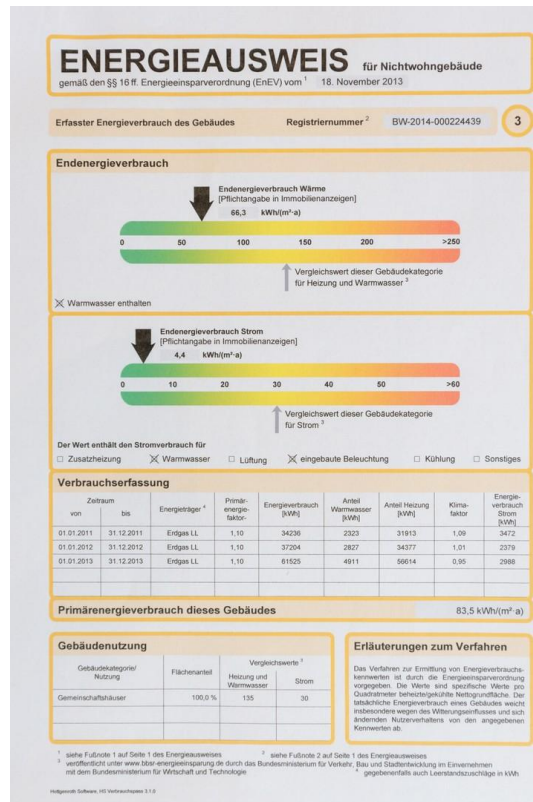 ENERGIEAUSWEIS für Nichtwohngebäude
gemäß den §§ 16 ff. Energieeinsparverordnung (EnEV) vom ¹ 18. November 2013
Erfasster Energieverbrauch des Gebäudes Registriernummer ² BW-2014-000224439 3
Endenergieverbrauch
Endenergieverbrauch Wärme
[Pflichtangabe in Immobilienanzeigen]
66,3 kWh/(m²·a)
0 50 100 150 200 >250
Vergleichswert dieser Gebäudekategorie
für Heizung und Warmwasser ³
Warmwasser enthalten
Endenergieverbrauch Strom
[Pflichtangabe in Immobilienanzeigen]
4,4 kWh/(m²·a)
0 10 20 30 40 50 >60
Vergleichswert dieser Gebäudekategorie
für Strom ³
Der Wert enthält den Stromverbrauch für
Zusatzheizung Warmwasser Lüftung eingebaute Beleuchtung Kühlung Sonstiges
Verbrauchserfassung
Zeitraum
von bis
Energieträger ⁴
Primär-
energie-
faktor-
Energieverbrauch
[kWh]
Anteil
Warmwasser
[kWh]
Anteil Heizung
[kWh]
Klima-
faktor
Energie-
verbrauch
Strom
[kWh]
01.01.2011 31.12.2011 Erdgas LL 1,10 34236 2323 31913 1,09 3472
01.01.2012 31.12.2012 Erdgas LL 1,10 37204 2827 34377 1,01 2379
01.01.2013 31.12.2013 Erdgas LL 1,10 61525 4911 56614 0,95 2988
Primärenergieverbrauch dieses Gebäudes 83,5 kWh/(m²·a)
Gebäudenutzung
Gebäudekategorie/
Nutzung
Flächenanteil
Vergleichswerte ³
Heizung und
Warmwasser
Strom
Gemeinschaftshäuser 100,0 % 135 30
Erläuterungen zum Verfahren
Das Verfahren zur Ermittlung von Energieverbrauchs-
kennwerten ist durch die Energieeinsparverordnung
vorgegeben. Die Werte sind spezifische Werte pro
Quadratmeter beheizte/gekühlte Nettogrundfläche. Der
tatsächliche Energieverbrauch eines Gebäudes weicht
insbesondere wegen des Witterungseinflusses und sich
ändernden Nutzerverhaltens von den angegebenen
Kennwerten ab.
¹ siehe Fußnote 1 auf Seite 1 des Energieausweises ² siehe Fußnote 2 auf Seite 1 des Energieausweises
³ veröffentlicht unter www.bbsr-energieeinsparung.de durch das Bundesministerium für Verkehr, Bau und Stadtentwicklung im Einvernehmen
mit dem Bundesministerium für Wirtschaft und Technologie ⁴ gegebenenfalls auch Leerstandszuschläge in kWh
Hottgenroth Software, HS Verbrauchspass 3.1.0